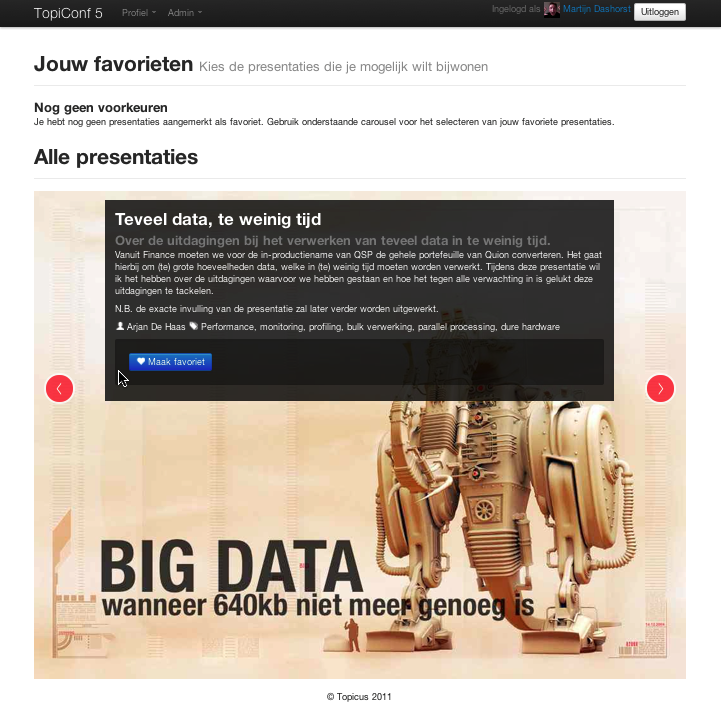 TopiConf 5 Profiel Admin Ingelogd als Martijn Dashorst Uitloggen
Jouw favorieten Kies de presentaties die je mogelijk wilt bijwonen
Nog geen voorkeuren
Je hebt nog geen presentaties aangemerkt als favoriet. Gebruik onderstaande carousel voor het selecteren van jouw favoriete presentaties.
Alle presentaties
Teveel data, te weinig tijd
Over de uitdagingen bij het verwerken van teveel data in te weinig tijd.
Vanuit Finance moeten we voor de in-productiename van QSP de gehele portefeuille van Quion converteren. Het gaat
hierbij om (te) grote hoeveelheden data, welke in (te) weinig tijd moeten worden verwerkt. Tijdens deze presentatie wil
ik het hebben over de uitdagingen waarvoor we hebben gestaan en hoe het tegen alle verwachting in is gelukt deze
uitdagingen te tackelen.
N.B. de exacte invulling van de presentatie zal later verder worden uitgewerkt.
Arjan De Haas Performance, monitoring, profiling, bulk verwerking, parallel processing, dure hardware
Maak favoriet
BIG DATA
wanneer 640kb niet meer genoeg is
© Topicus 2011